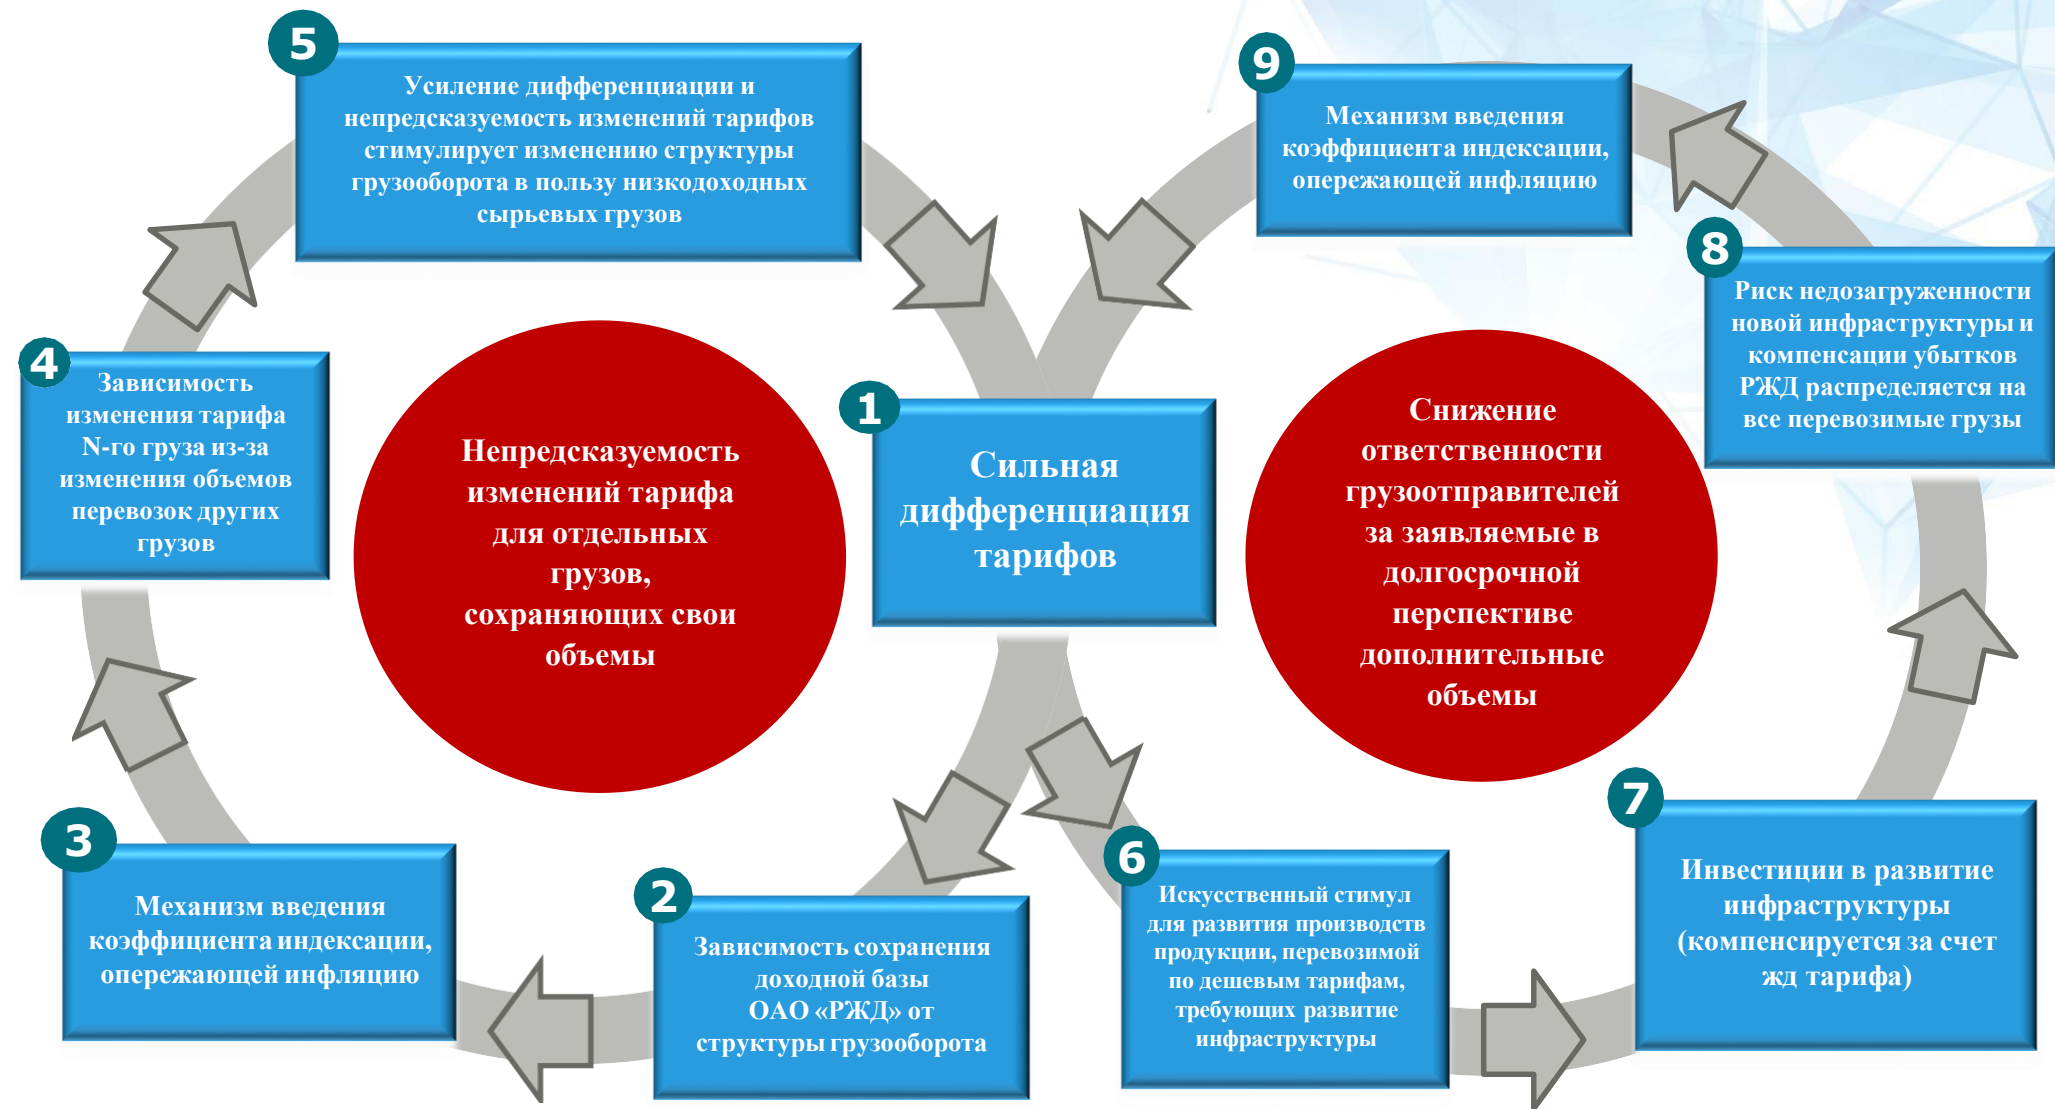 5
Усиление дифференциации и
непредсказуемость изменений тарифов
стимулирует изменению структуры
грузооборота в пользу низкодоходных
сырьевых грузов
9
Механизм введения
коэффициента индексации,
опережающей инфляцию
8
Риск недозагруженности
новой инфраструктуры и
компенсации убытков
РЖД распределяется на
все перевозимые грузы
4
Зависимость
изменения тарифа
N-го груза из-за
изменения объемов
перевозок других
грузов
Непредсказуемость
изменений тарифа
для отдельных
грузов,
сохраняющих свои
объемы
1
Сильная
дифференциация
тарифов
Снижение
ответственности
грузоотправителей
за заявляемые в
долгосрочной
перспективе
дополнительные
объемы
3
Механизм введения
коэффициента индексации,
опережающей инфляцию
2
Зависимость сохранения
доходной базы
ОАО «РЖД» от
структуры грузооборота
6
Искусственный стимул
для развития производств
продукции, перевозимой
по дешевым тарифам,
требующих развитие
инфраструктуры
7
Инвестиции в развитие
инфраструктуры
(компенсируется за счет
жд тарифа)